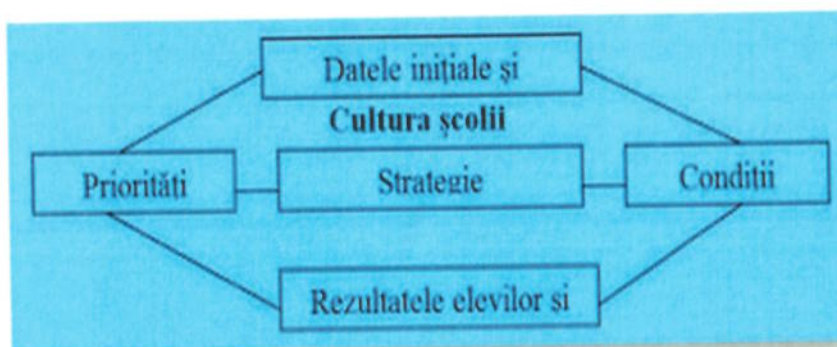 Datele inițiale și
Cultura școlii
Priorități
Strategie
Condiții
Rezultatele elevilor și